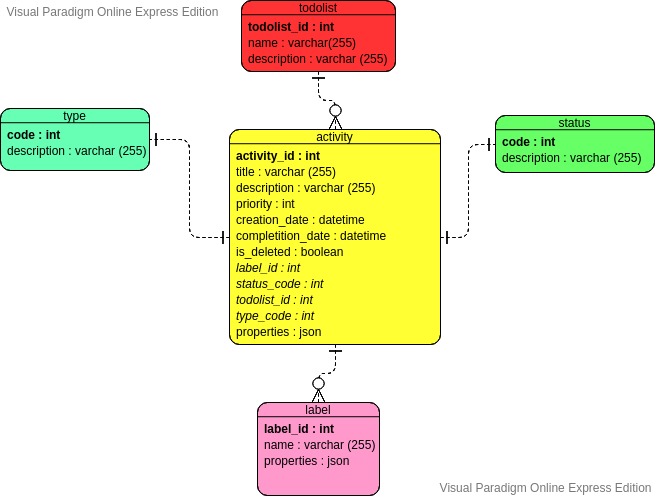 Visual Paradigm Online Express Edition
todolist
todolist_id : int
name : varchar(255)
description : varchar (255)
type
code : int
description : varchar (255)
status
code : int
description : varchar (255)
activity
activity_id : int
title : varchar (255)
description : varchar (255)
priority : int
creation_date : datetime
completition_date : datetime
is_deleted : boolean
label_id : int
status_code : int
todolist_id : int
type_code : int
properties : json
label
label_id : int
name : varchar (255)
properties : json
Visual Paradigm Online Express Edition